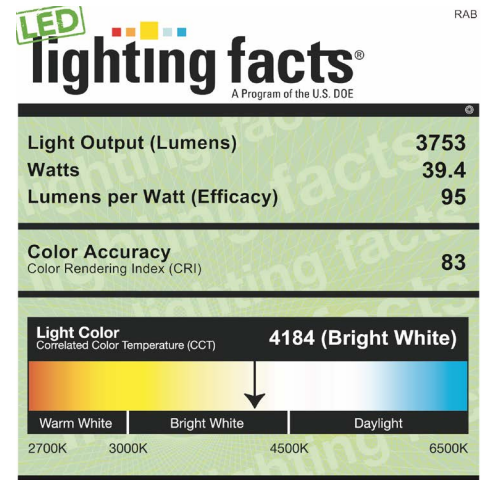 RAB
LED
lighting facts®
A Program of the U.S. DOE
Light Output (Lumens) 3753
Watts 39.4
Lumens per Watt (Efficacy) 95
Color Accuracy
Color Rendering Index (CRI) 83
Light Color
Correlated Color Temperature (CCT) 4184 (Bright White)
Warm White Bright White Daylight
2700K 3000K 4500K 6500K